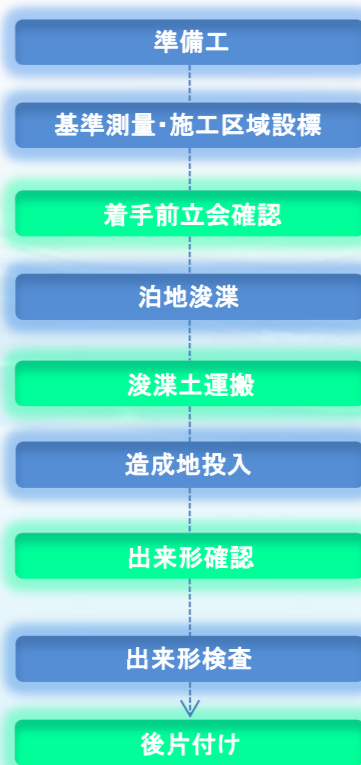 準備工
基準測量・施工区域設標
着手前立会確認
泊地浚渫
浚渫土運搬
造成地投入
出来形確認
出来形検査
後片付け